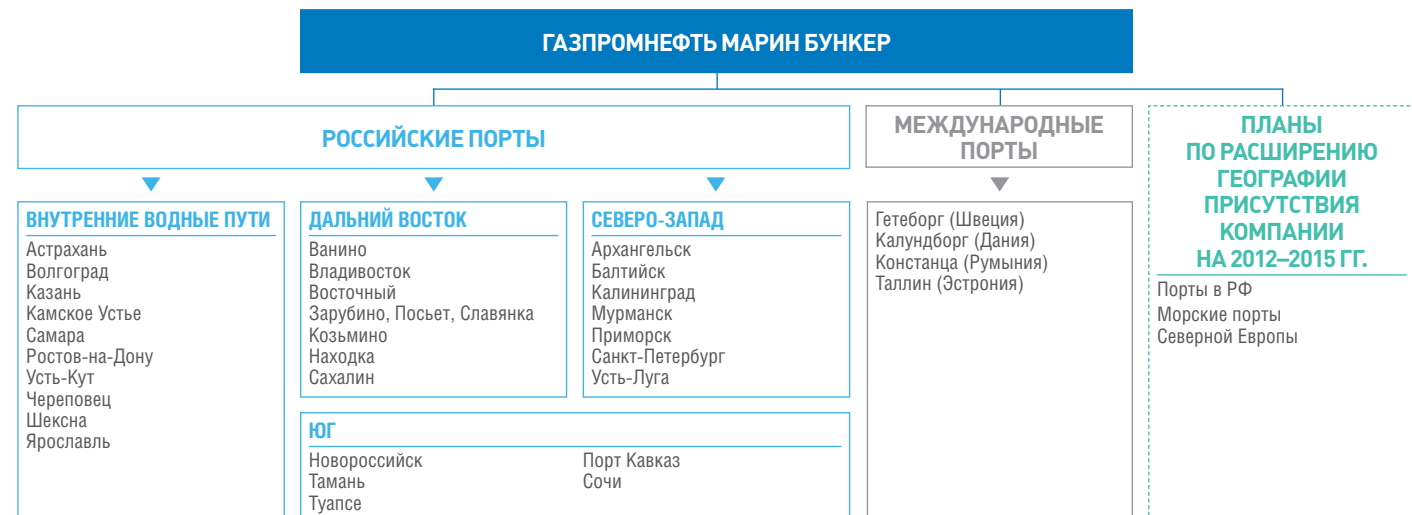 ГАЗПРОМНЕФТЬ МАРИН БУНКЕР
РОССИЙСКИЕ ПОРТЫ
ВНУТРЕННИЕ ВОДНЫЕ ПУТИ
Астрахань
Волгоград
Казань
Камское Устье
Самара
Ростов-на-Дону
Усть-Кут
Череповец
Шексна
Ярославль
ДАЛЬНИЙ ВОСТОК
Ванино
Владивосток
Восточный
Зарубино, Посьет, Славянка
Козьмино
Находка
Сахалин
СЕВЕРО-ЗАПАД
Архангельск
Балтийск
Калининград
Мурманск
Приморск
Санкт-Петербург
Усть-Луга
ЮГ
Новороссийск
Тамань
Туапсе
Порт Кавказ
Сочи
МЕЖДУНАРОДНЫЕ
ПОРТЫ
Гетеборг (Швеция)
Калундборг (Дания)
Констанца (Румыния)
Таллин (Эстрония)
ПЛАНЫ
ПО РАСШИРЕНИЮ
ГЕОГРАФИИ
ПРИСУТСТВИЯ
КОМПАНИИ
НА 2012–2015 ГГ.
Порты в РФ
Морские порты
Северной Европы